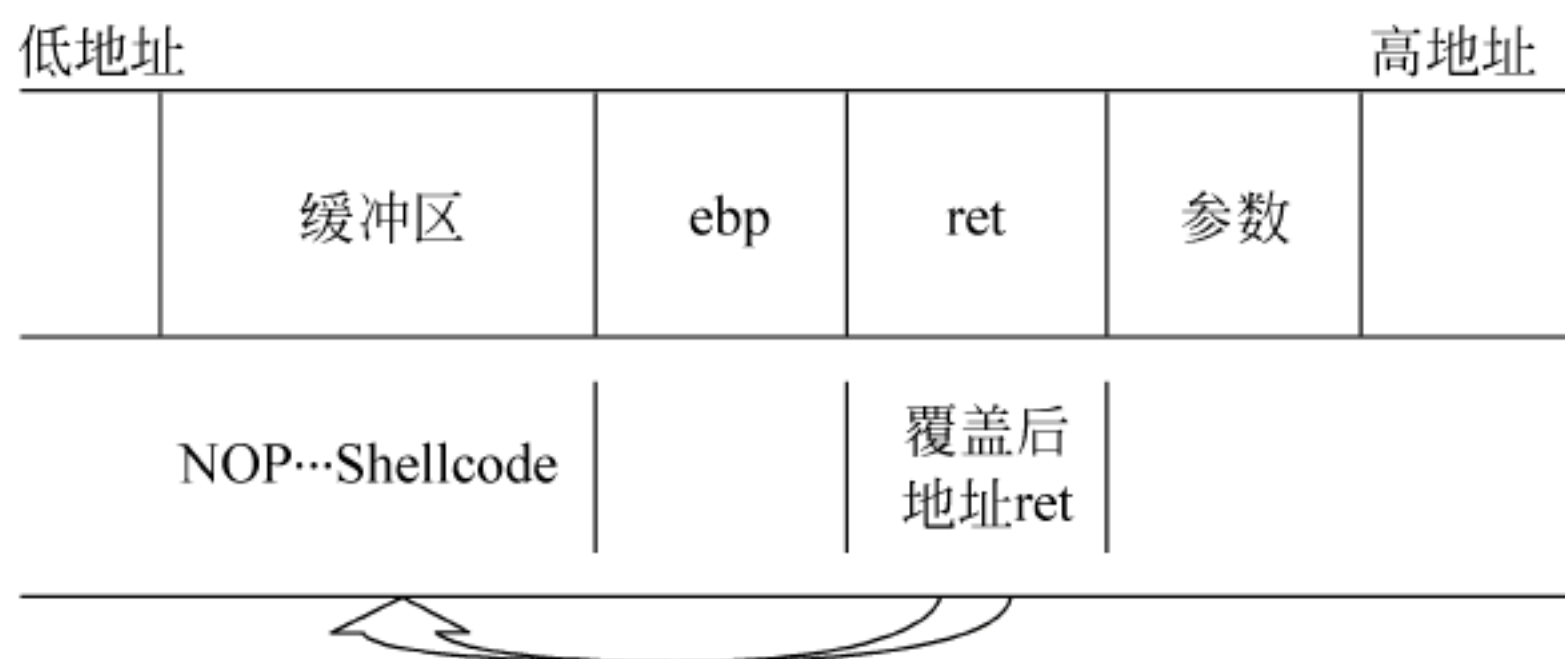 低地址 高地址
缓冲区 ebp ret 参数
NOP···Shellcode
覆盖后
地址ret